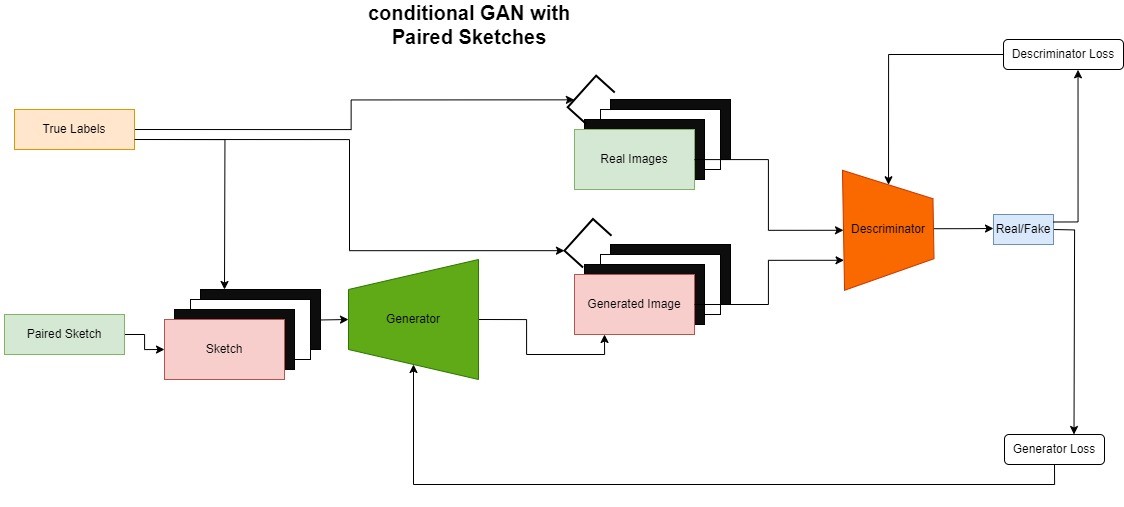 conditional GAN with
Paired Sketches
Descriminator Loss
True Labels
Real Images
Descriminator
Real/Fake
Generated Image
Generator
Paired Sketch
Sketch
Generator Loss